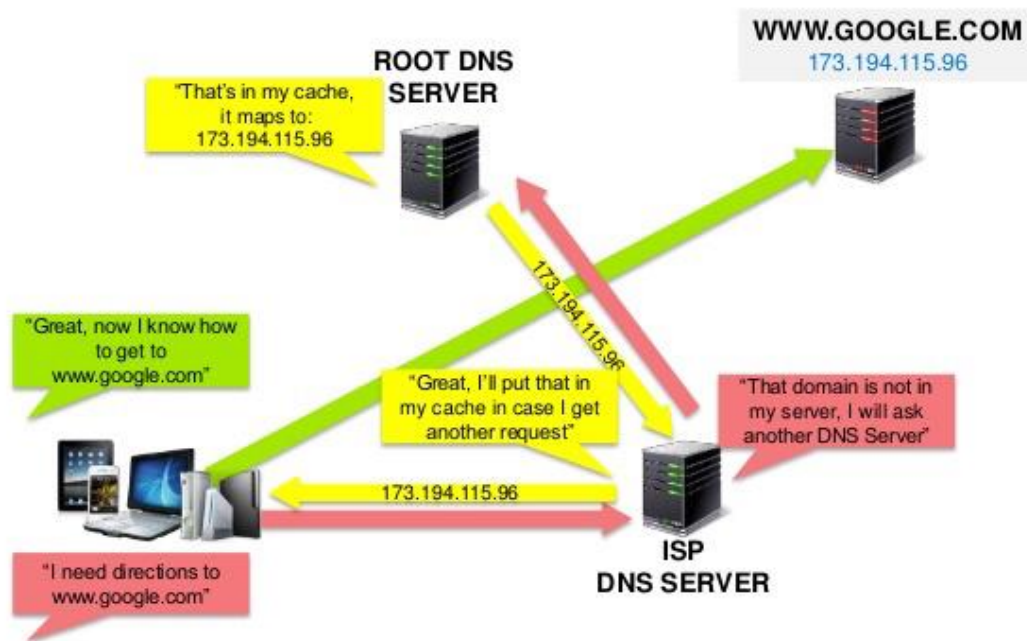 WWW.GOOGLE.COM
173.194.115.96
ROOT DNS
SERVER
“That’s in my cache,
it maps to:
173.194.115.96
173.194.115.96
“Great, now I know how
to get to
www.google.com”
“Great, I’ll put that in
my cache in case I get
another request”
“That domain is not in
my server, I will ask
another DNS Server”
173.194.115.96
ISP
DNS SERVER
“I need directions to
www.google.com”